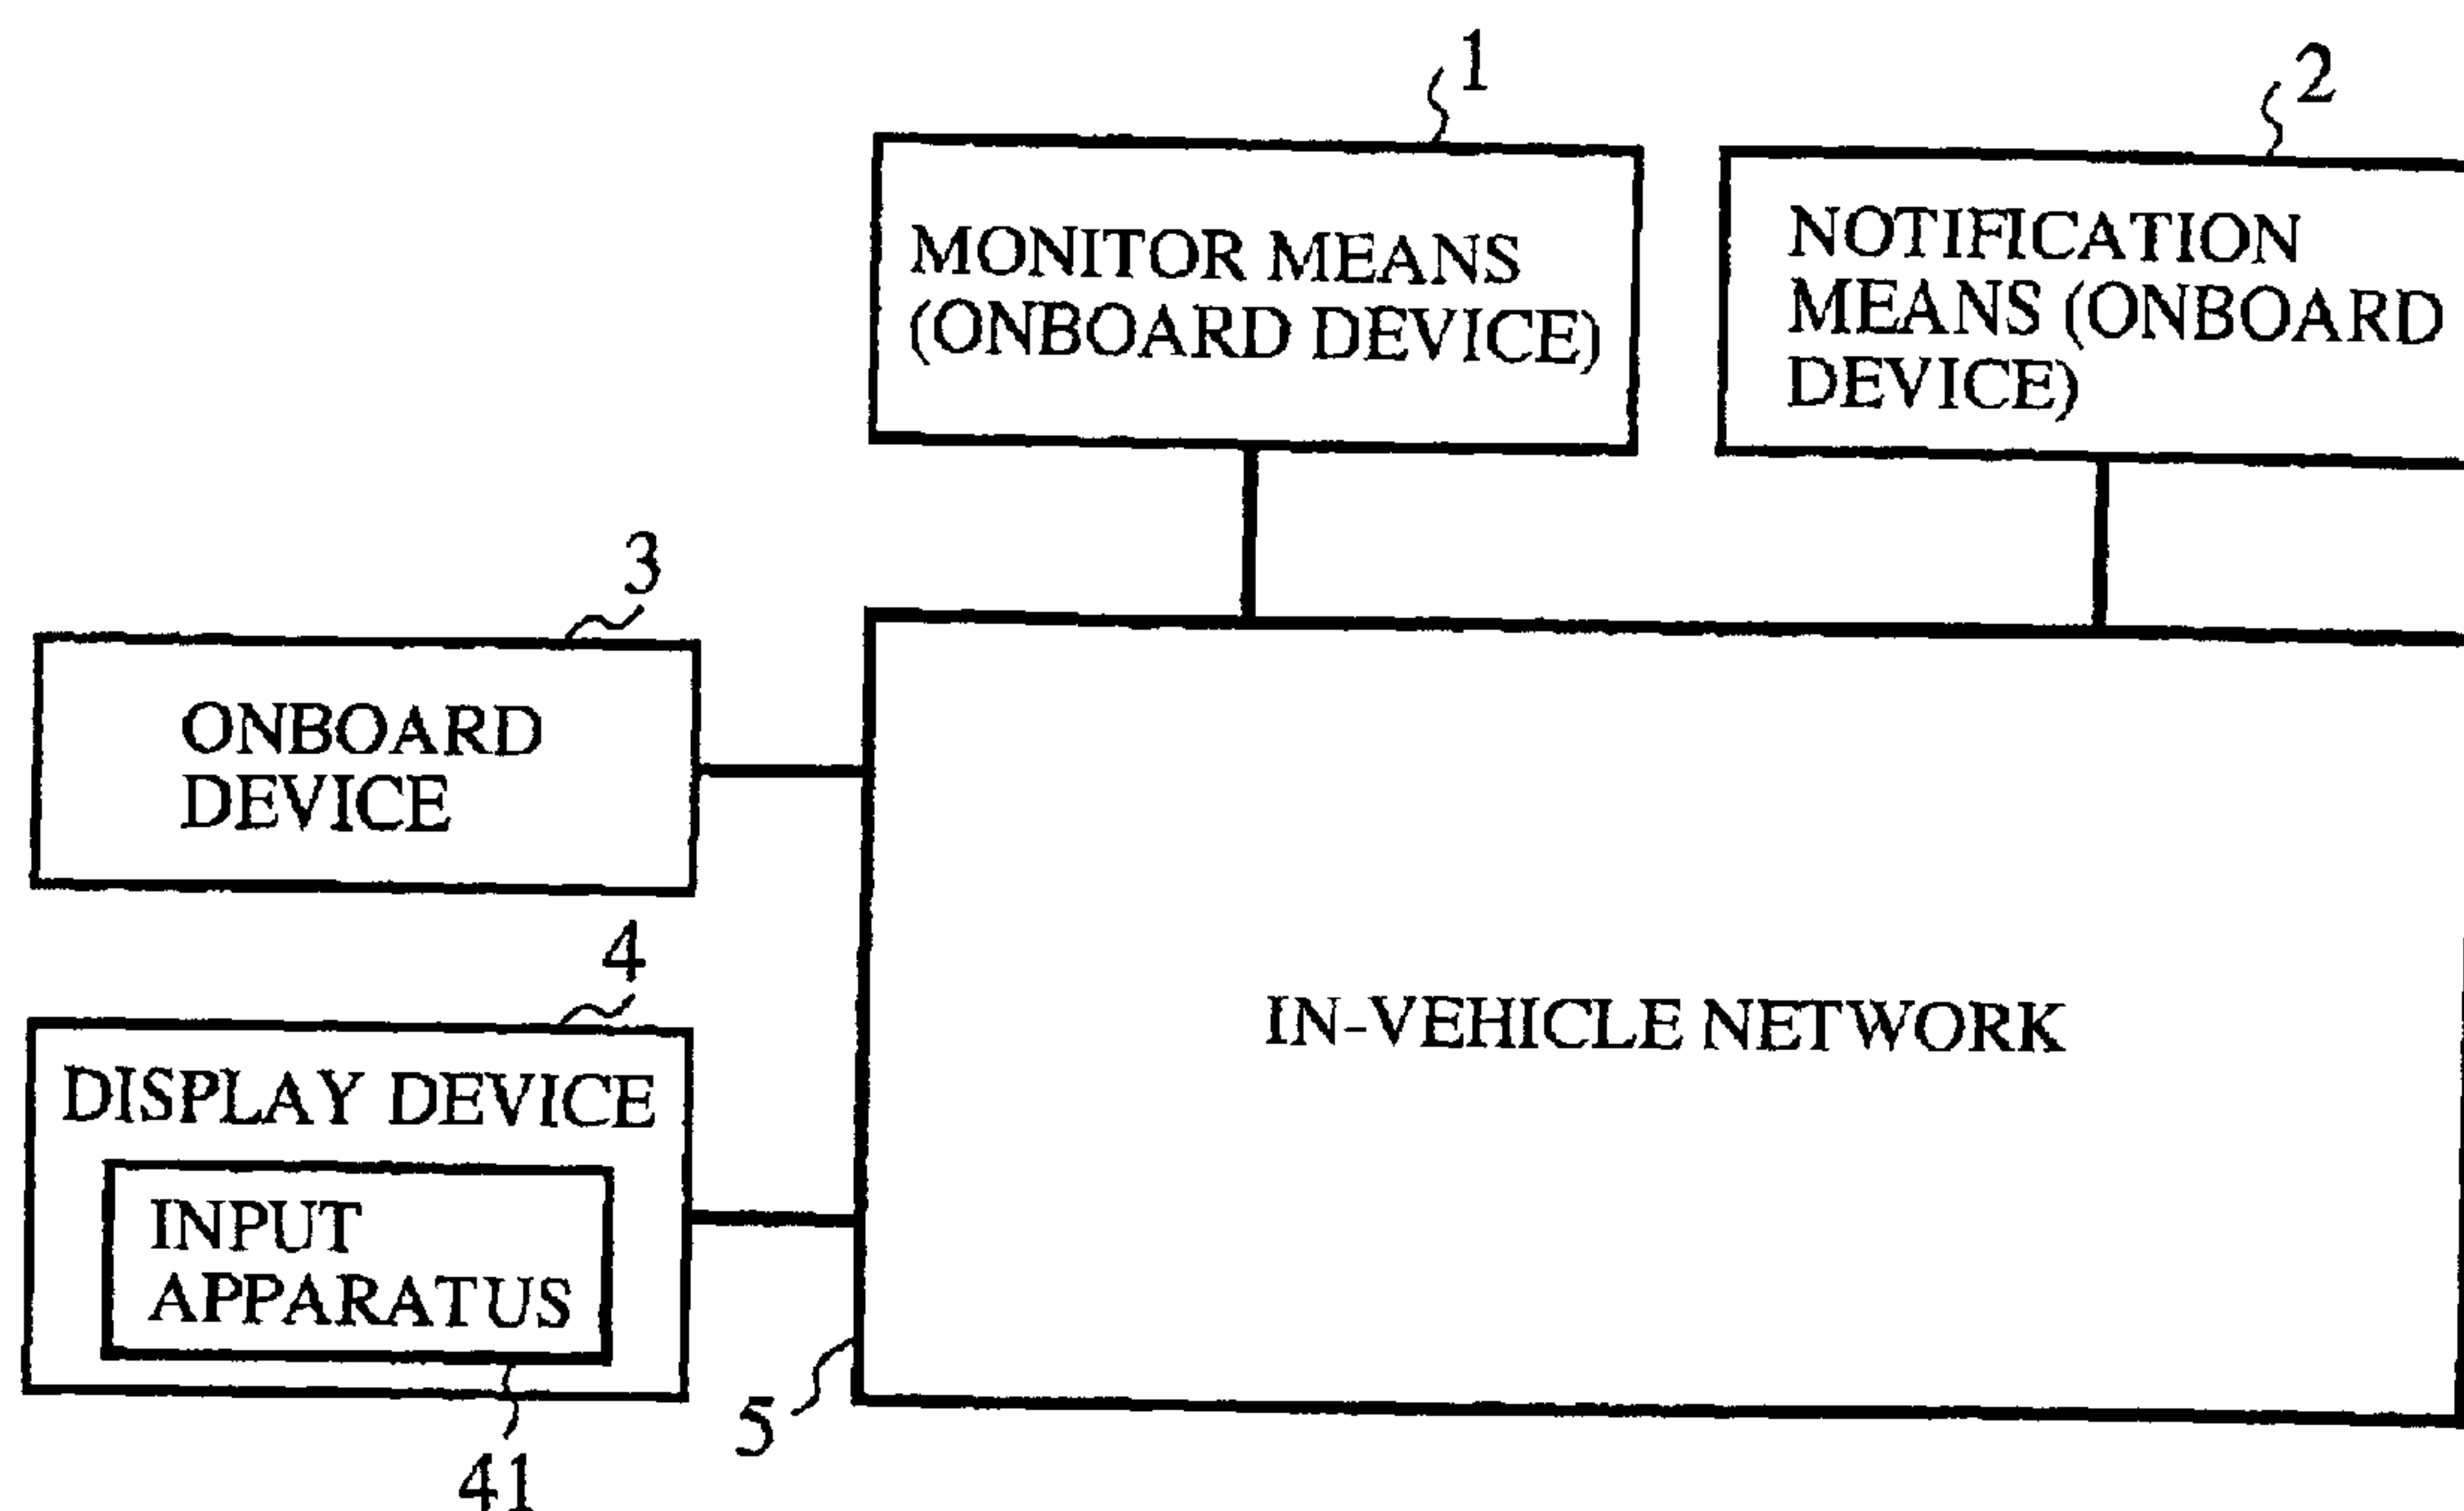 1
2
MONITOR MEANS
(ONBOARD DEVICE)
NOTIFICATION
MEANS (ONBOARD
DEVICE)
3
ONBOARD
DEVICE
4
IN-VEHICLE NETWORK
DISPLAY DEVICE
INPUT
APPARATUS
5
41